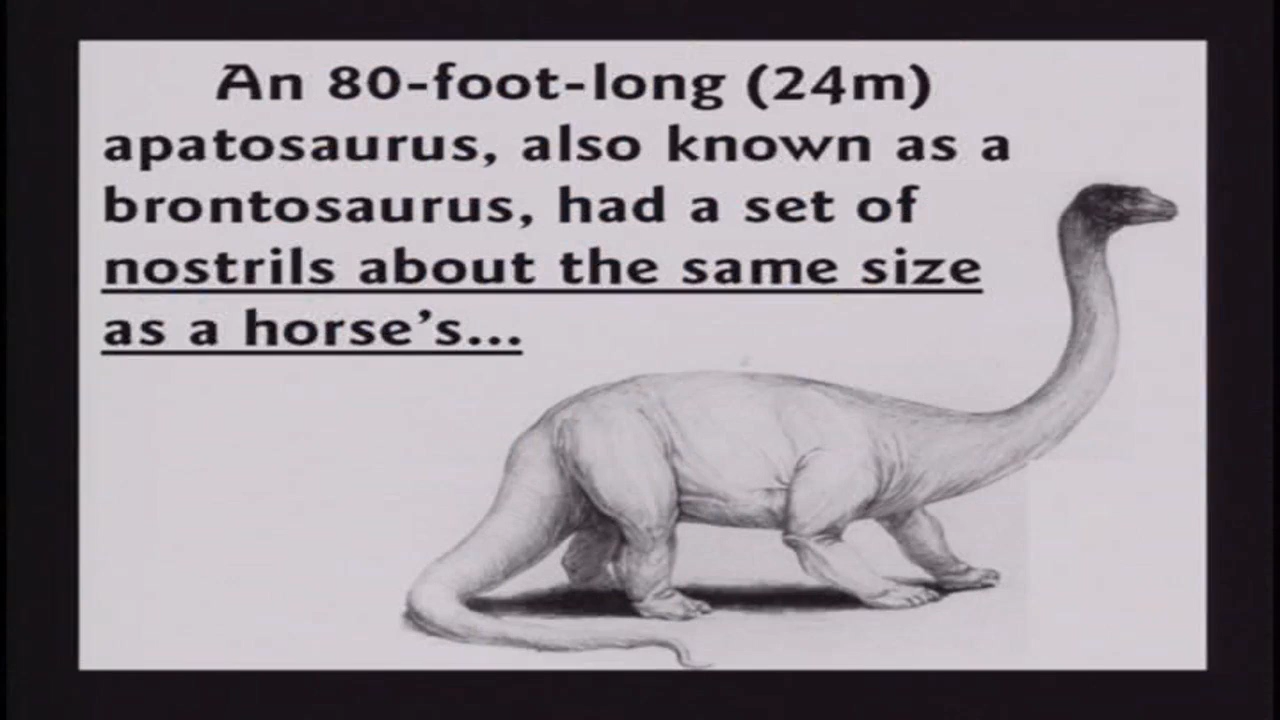 An 80-foot-long (24m)
apatosaurus, also known as a
brontosaurus, had a set of
nostrils about the same size
as a horse's...